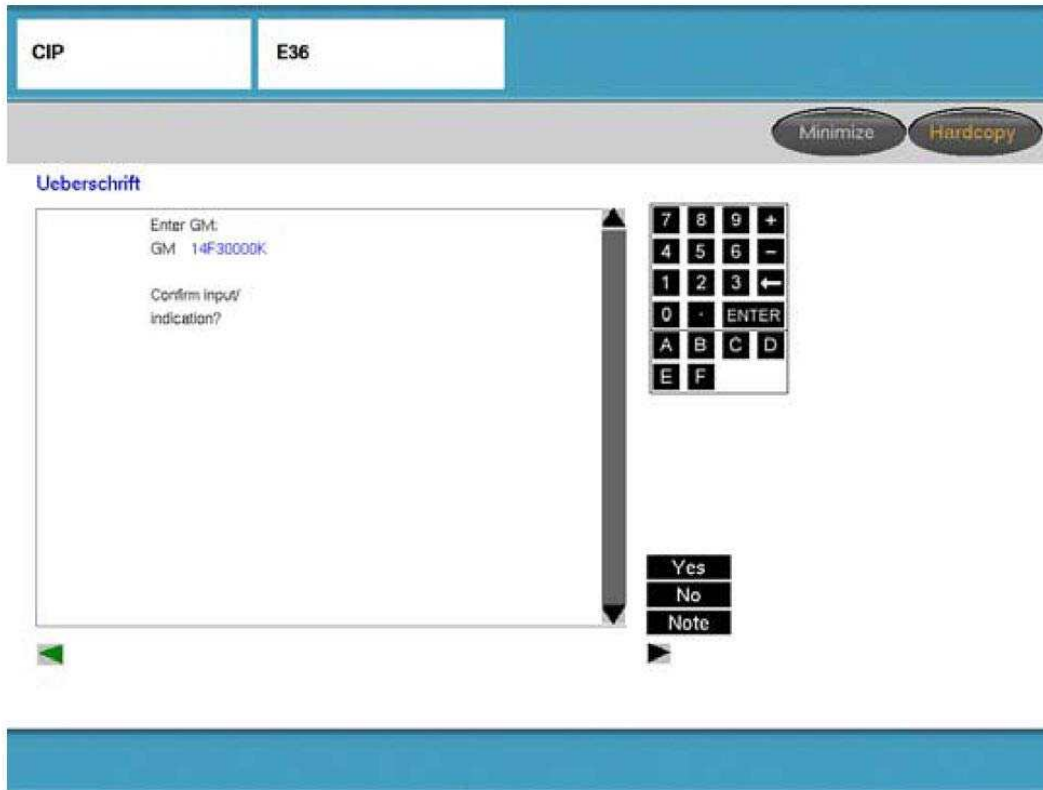 CIP
E36
Minimize
Hardcopy
Ueberschrift
Enter GM:
GM 14F30000K
Confirm input/
indication?
7 8 9 +
4 5 6 -
1 2 3 ←
0 . ENTER
A B C D
E F
Yes
No
Note